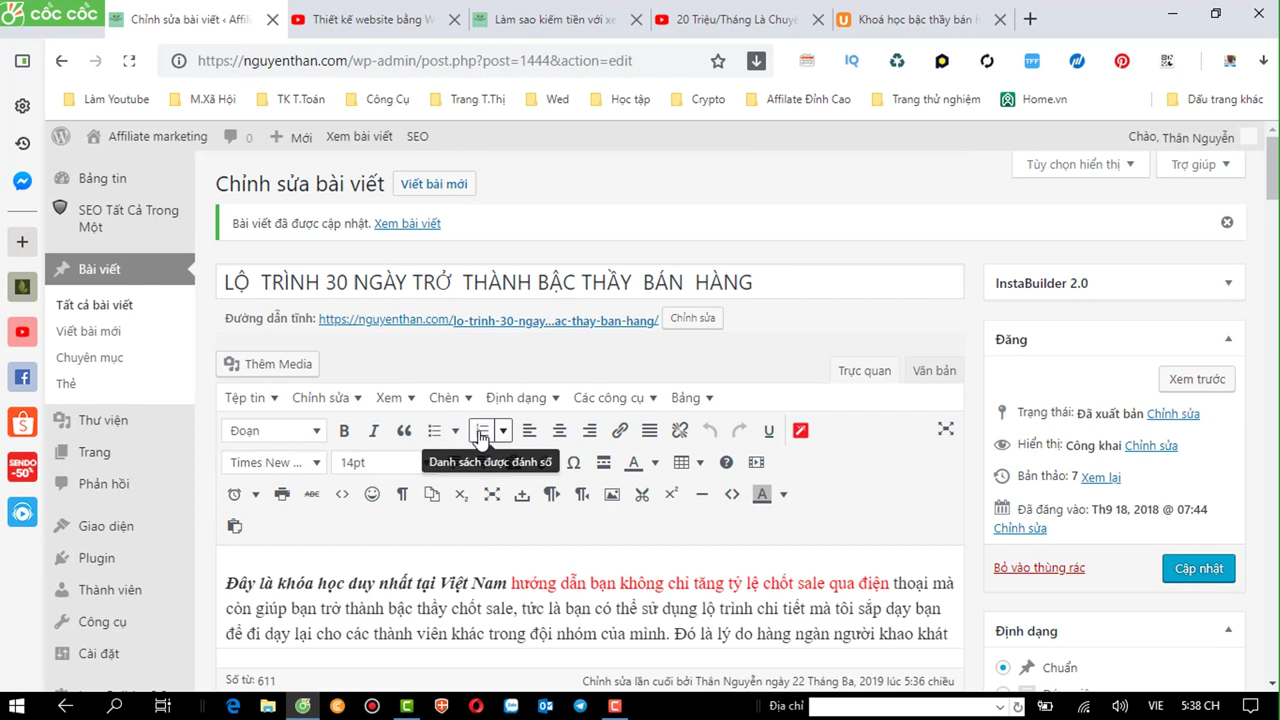 cốc cốc
Chỉnh sửa bài viết ‹ Affil
Thiết kế website bằng W
Làm sao kiếm tiền với xe
20 Triệu/Tháng Là Chuyệ
Khoá học bậc thầy bán h
https://nguyenthan.com/wp-admin/post.php?post=1444&action=edit
IQ
TFF
Làm Youtube
M.Xã Hội
TK T.Toán
Công Cụ
Trang T.Thị
Wed
Học tập
Crypto
Affilate Đỉnh Cao
Trang thử nghiệm
Home.vn
Dấu trang khác
Affiliate marketing
0
Mới
Xem bài viết
SEO
Chào, Thân Nguyễn
Bảng tin
SEO Tất Cả Trong
Một
Bài viết
Tất cả bài viết
Viết bài mới
Chuyên mục
Thẻ
Thư viện
Trang
Phản hồi
Giao diện
Plugin
Thành viên
Công cụ
Cài đặt
SENDO
-50%
Tùy chọn hiển thị
Trợ giúp
Chỉnh sửa bài viết
Viết bài mới
Bài viết đã được cập nhật. Xem bài viết
LỘ TRÌNH 30 NGÀY TRỞ THÀNH BẬC THẦY BÁN HÀNG
Đường dẫn tĩnh: https://nguyenthan.com/lo-trinh-30-ngay...ac-thay-ban-hang/
Chỉnh sửa
Thêm Media
Trực quan
Văn bản
Tệp tin
Chỉnh sửa
Xem
Chèn
Định dạng
Các công cụ
Bảng
Đoạn
Times New ...
14pt
Danh sách được đánh số
Đây là khóa học duy nhất tại Việt Nam hướng dẫn bạn không chỉ tăng tỷ lệ chốt sale qua điện thoại mà
còn giúp bạn trở thành bậc thầy chốt sale, tức là bạn có thể sử dụng lộ trình chi tiết mà tôi sắp dạy bạn
để đi dạy lại cho các thành viên khác trong đội nhóm của mình. Đó là lý do hàng ngàn người khao khát
Số từ: 611
Chỉnh sửa lần cuối bởi Thân Nguyễn ngày 22 Tháng Ba, 2019 lúc 5:36 chiều
InstaBuilder 2.0
Đăng
Xem trước
Trạng thái: Đã xuất bản Chỉnh sửa
Hiển thị: Công khai Chỉnh sửa
Phiên bản: 7 Xem lại
Đã đăng vào: Th9 18, 2018 @ 07:44
Chỉnh sửa
Bỏ vào thùng rác
Cập nhật
Định dạng
Chuẩn
Địa chỉ
VIE
5:38 CH